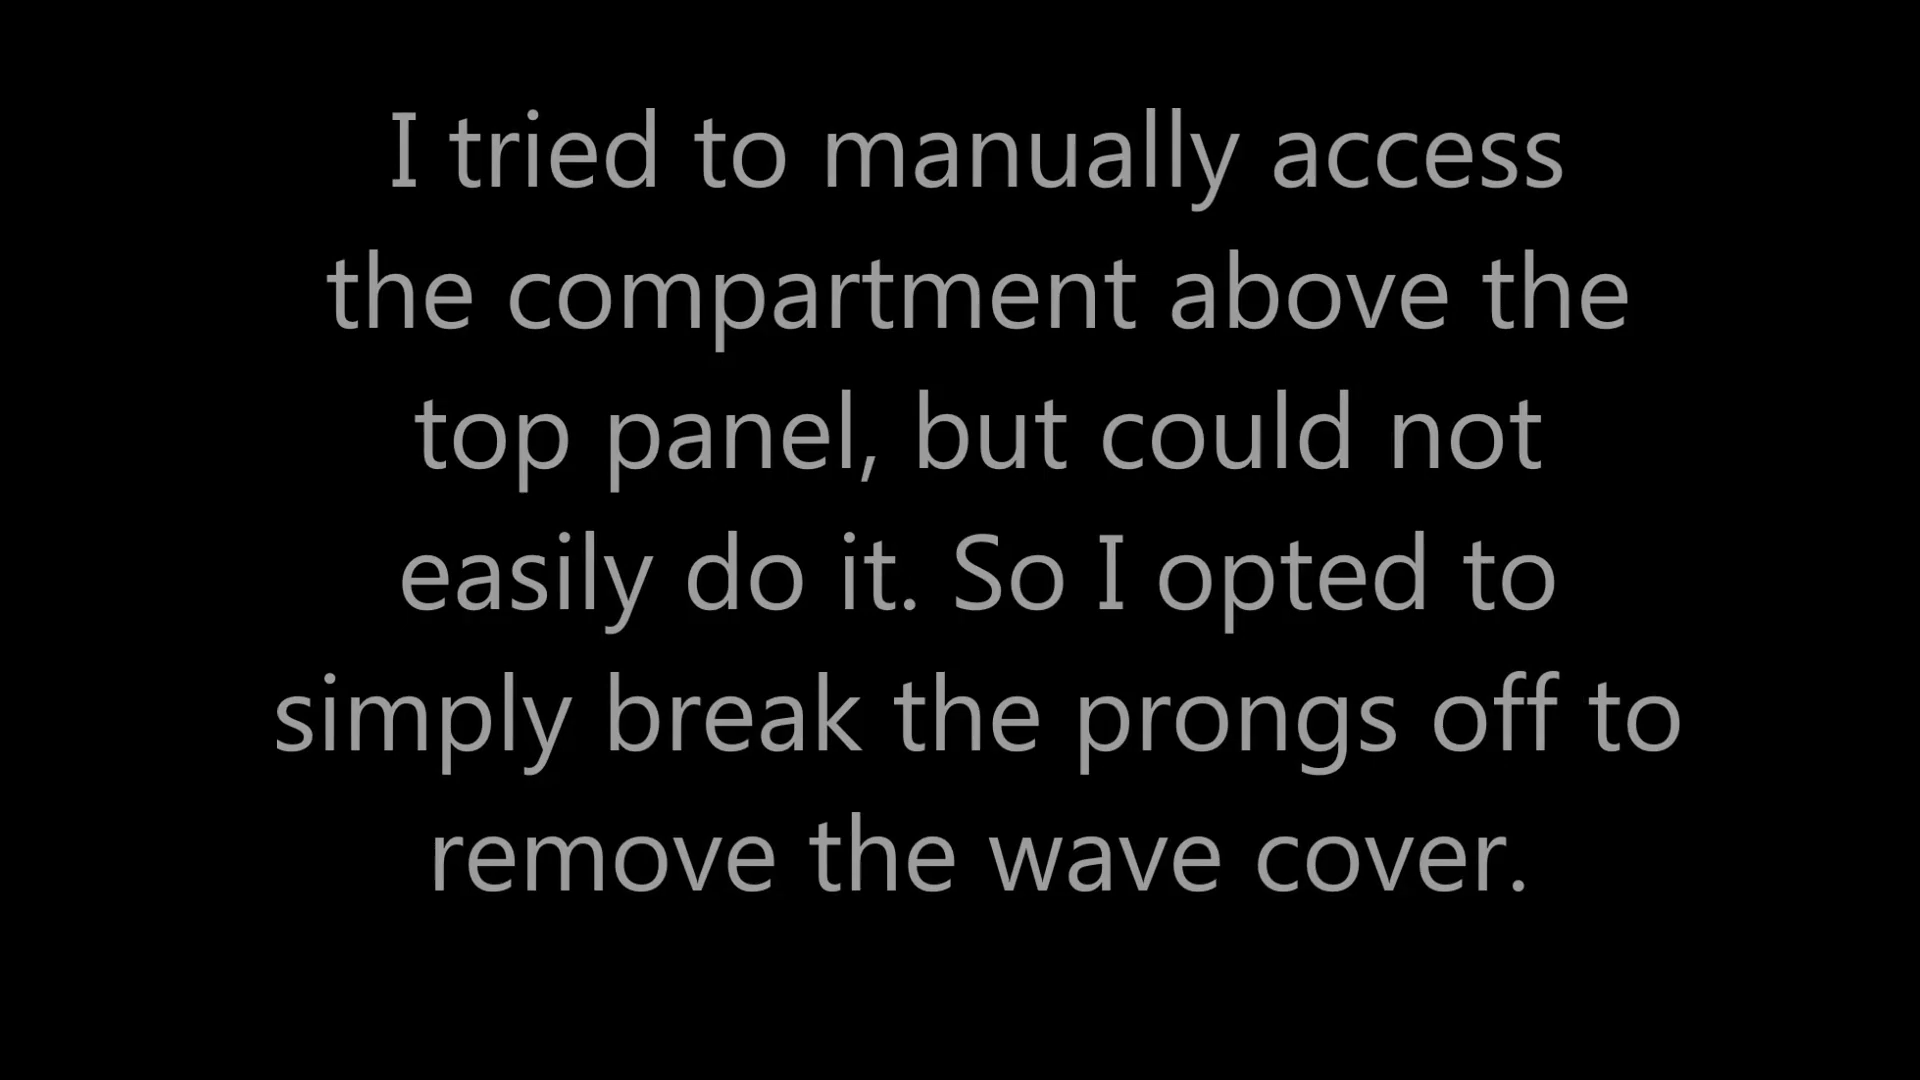 I tried to manually access
the compartment above the
top panel, but could not
easily do it. So I opted to
simply break the prongs off to
remove the wave cover.